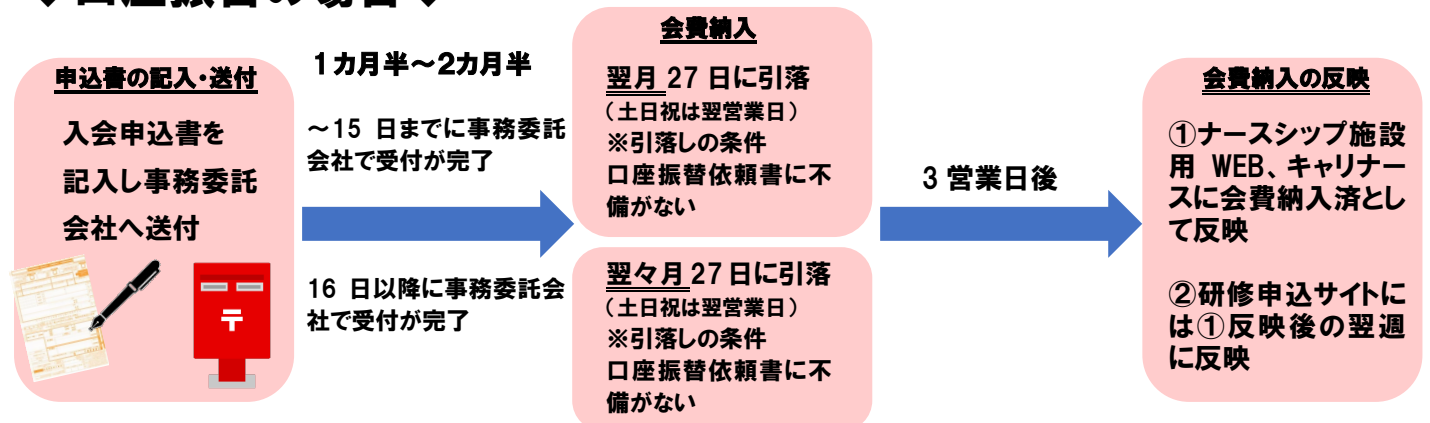 ◇口座振替の場合◇
申込書の記入・送付
入会申込書を
記入し事務委託
会社へ送付
1カ月半～2カ月半
～15 日までに事務委託
会社で受付が完了
16 日以降に事務委託会
社で受付が完了
会費納入
翌月 27 日に引落
（土日祝は翌営業日）
※引落しの条件
口座振替依頼書に不
備がない
翌々月 27 日に引落
（土日祝は翌営業日）
※引落しの条件
口座振替依頼書に不
備がない
3 営業日後
会費納入の反映
①ナースシップ施設
用 WEB、キャリナー
スに会費納入済とし
て反映
②研修申込サイトに
は①反映後の翌週
に反映